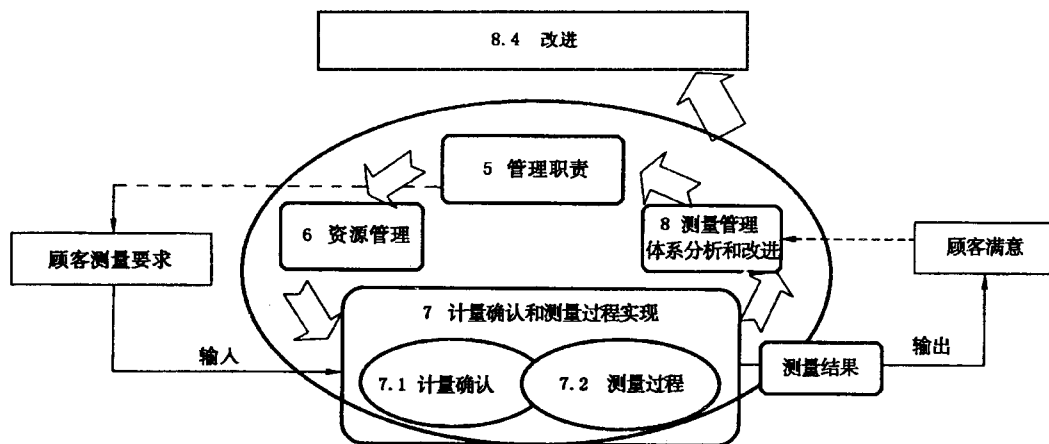 8.4 改进
5 管理职责
6 资源管理
8 测量管理
体系分析和改进
顾客测量要求
顾客满意
7 计量确认和测量过程实现
输人
7.1 计量确认
7.2 测量过程
测量结果
输出